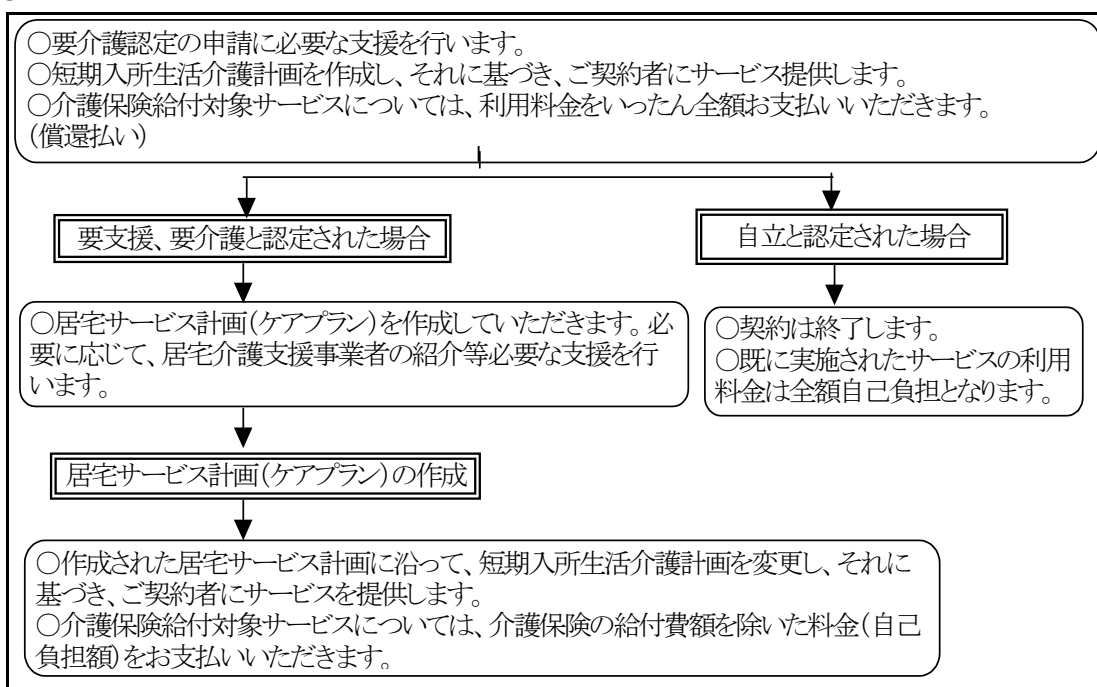 ○要介護認定の申請に必要な支援を行います。
○短期入所生活介護計画を作成し、それに基づき、ご契約者にサービス提供します。
○介護保険給付対象サービスについては、利用料金をいったん全額お支払いいただきます。
(償還払い)
要支援、要介護と認定された場合
自立と認定された場合
○居宅サービス計画(ケアプラン)を作成していただきます。必
要に応じて、居宅介護支援事業者の紹介等必要な支援を行
います。
○契約は終了します。
○既に実施されたサービスの利用
料金は全額自己負担となります。
居宅サービス計画(ケアプラン)の作成
○作成された居宅サービス計画に沿って、短期入所生活介護計画を変更し、それに
基づき、ご契約者にサービスを提供します。
○介護保険給付対象サービスについては、介護保険の給付費額を除いた料金(自己
負担額)をお支払いいただきます。